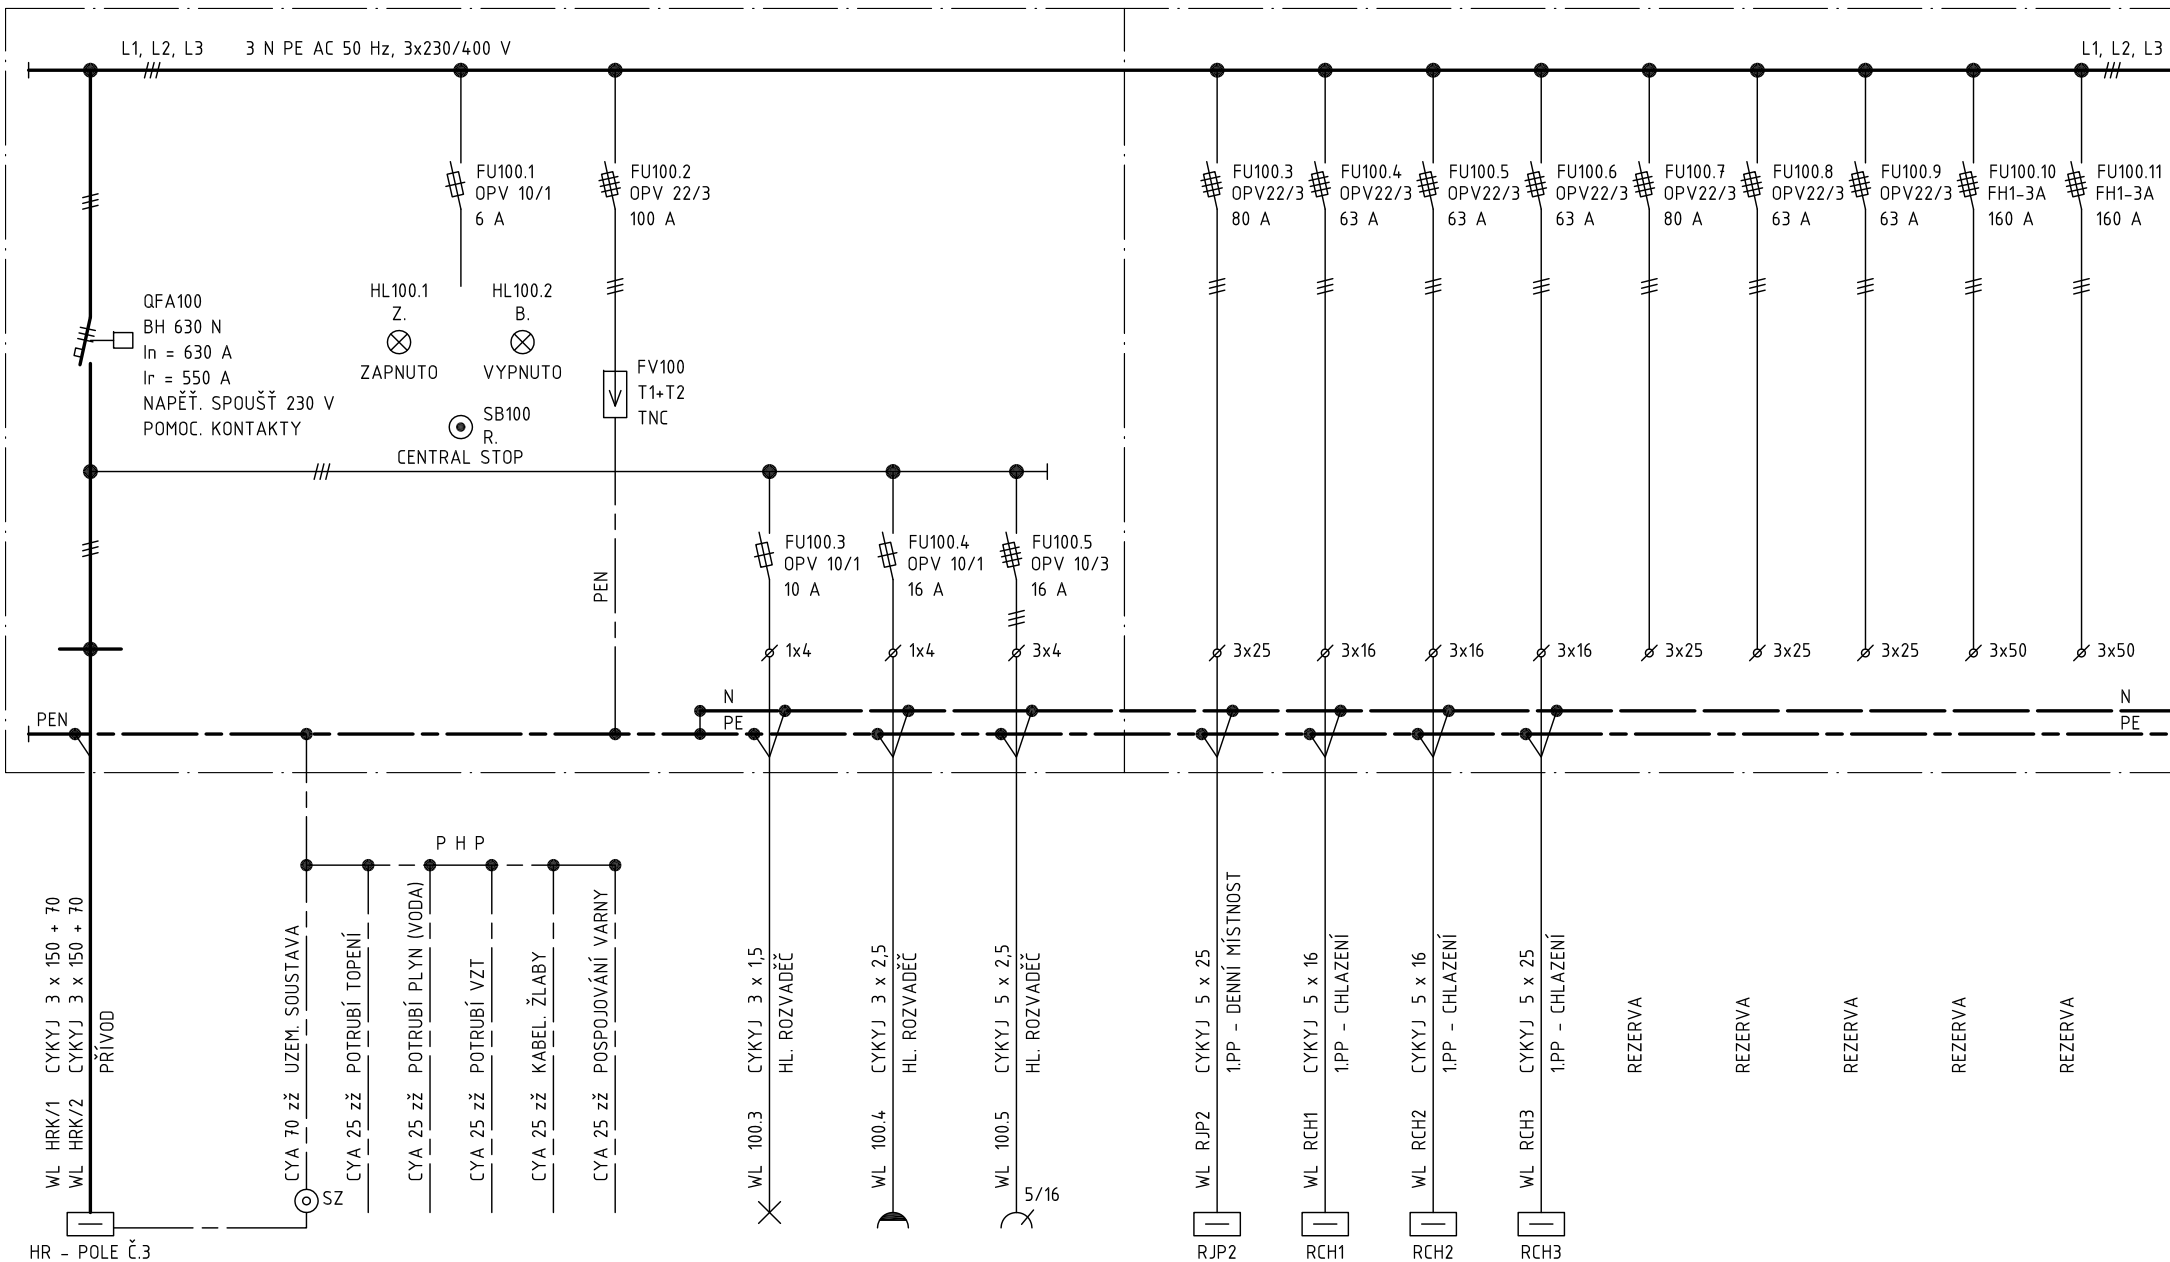 L1, L2, L3
3 N PE AC 50 Hz, 3x230/400 V
L1, L2, L3
FU100.1
OPV 10/1
6 A
FU100.2
OPV 22/3
100 A
FU100.3
OPV22/3
80 A
FU100.4
OPV22/3
63 A
FU100.5
OPV22/3
63 A
FU100.6
OPV22/3
63 A
FU100.7
OPV22/3
80 A
FU100.8
OPV22/3
63 A
FU100.9
OPV22/3
63 A
FU100.10
FH1-3A
160 A
FU100.11
FH1-3A
160 A
QFA100
BH 630 N
In = 630 A
Ir = 550 A
NAPĚŤ. SPOUŠŤ 230 V
POMOC. KONTAKTY
HL100.1
Z.
ZAPNUTO
HL100.2
B.
VYPNUTO
SB100
R.
CENTRAL STOP
FV100
T1+T2
TNC
FU100.3
OPV 10/1
10 A
FU100.4
OPV 10/1
16 A
FU100.5
OPV 10/3
16 A
PEN
1x4
1x4
3x4
3x25
3x16
3x16
3x16
3x25
3x25
3x25
3x50
3x50
PEN
N
PE
N
PE
P H P
WL HRK/1 CYKYJ 3 x 150 + 70
WL HRK/2 CYKYJ 3 x 150 + 70
PŘÍVOD
CYA 70 zž UZEM. SOUSTAVA
CYA 25 zž POTRUBÍ TOPENÍ
CYA 25 zž POTRUBÍ PLYN (VODA)
CYA 25 zž POTRUBÍ VZT
CYA 25 zž KABEL. ŽLABY
CYA 25 zž POSPOJOVÁNÍ VARNY
WL 100.3 CYKYJ 3 x 1,5
HL. ROZVADĚČ
WL 100.4 CYKYJ 3 x 2,5
HL. ROZVADĚČ
WL 100.5 CYKYJ 5 x 2,5
HL. ROZVADĚČ
WL RJP2 CYKYJ 5 x 25
1.PP - DENNÍ MÍSTNOST
WL RCH1 CYKYJ 5 x 16
1.PP - CHLAZENÍ
WL RCH2 CYKYJ 5 x 16
1.PP - CHLAZENÍ
WL RCH3 CYKYJ 5 x 25
1.PP - CHLAZENÍ
REZERVA
REZERVA
REZERVA
REZERVA
REZERVA
SZ
5/16
HR - POLE Č.3
RJP2
RCH1
RCH2
RCH3